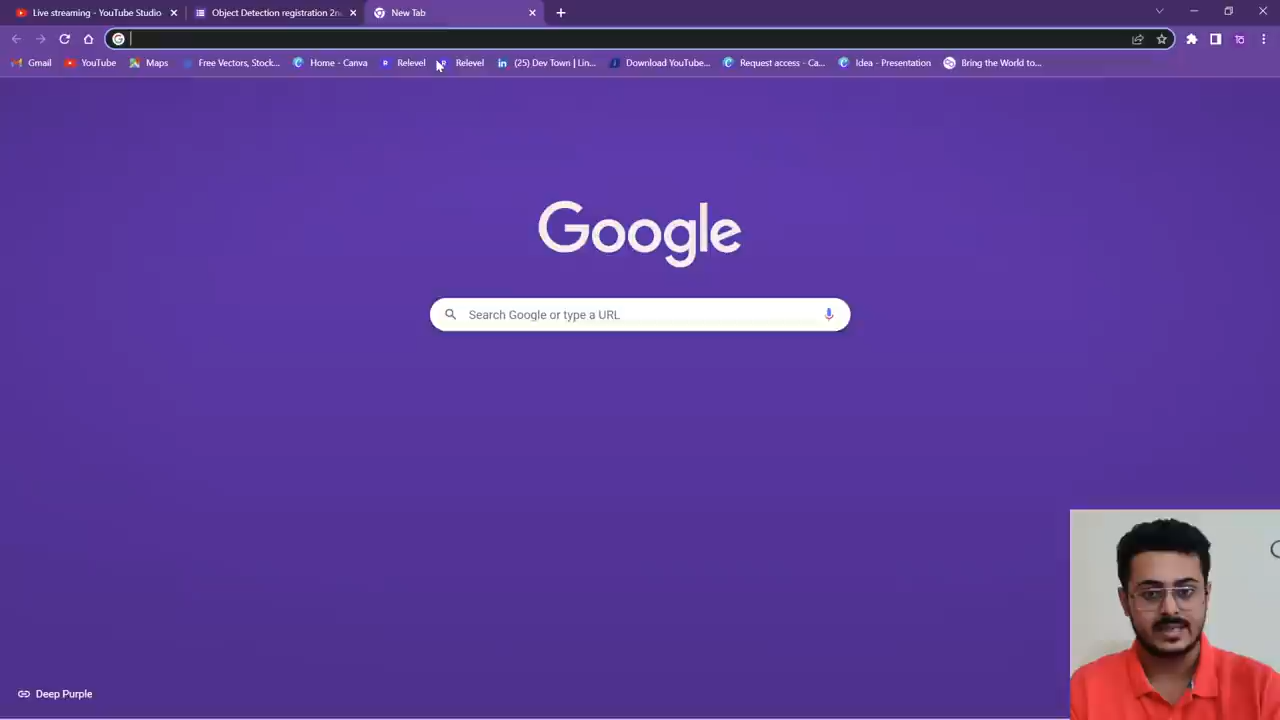 Live streaming - YouTube Studio
Object Detection registration 2n
New Tab
Gmail
YouTube
Maps
Free Vectors, Stock...
Home - Canva
Relevel
Relevel
(25) Dev Town | Lin...
Download YouTube...
Request access - Ca...
Idea - Presentation
Bring the World to...
Google
Search Google or type a URL
Deep Purple